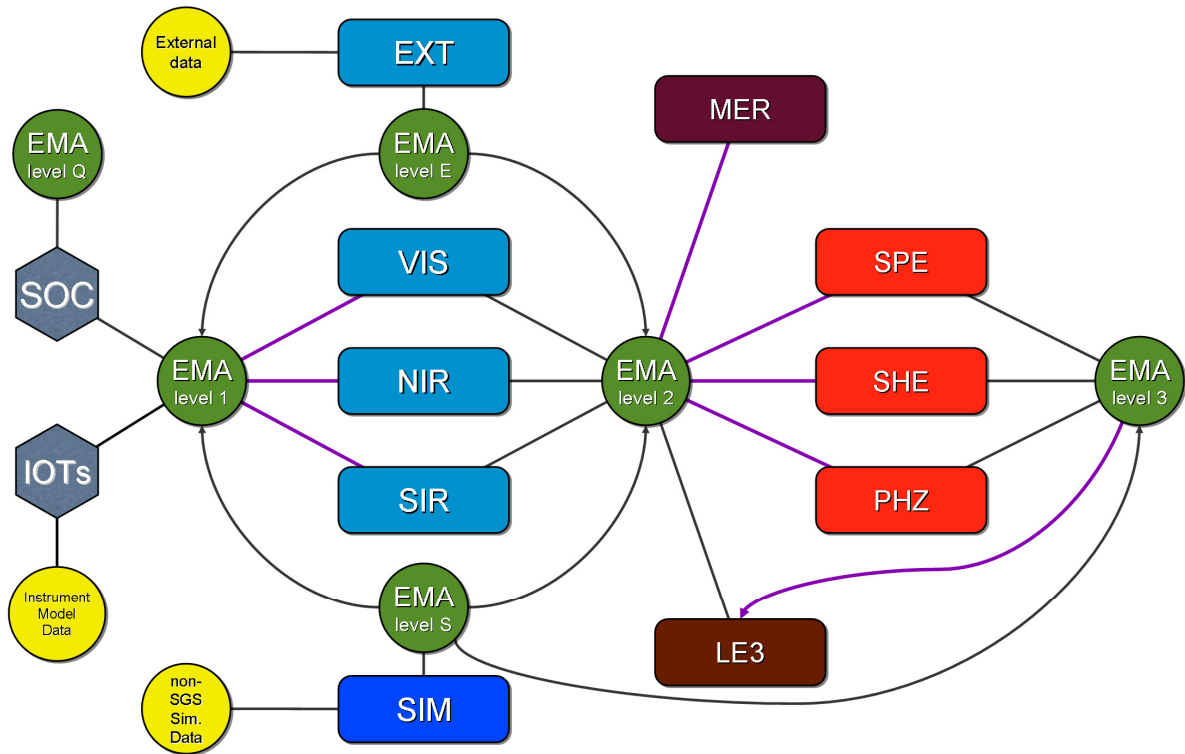 External
data
EXT
MER
EMA
level Q
EMA
level E
VIS
SPE
SOC
EMA
level 1
NIR
EMA
level 2
SHE
EMA
level 3
IOTs
SIR
PHZ
Instrument
Model
Data
EMA
level S
LE3
non-
SGS
Sim.
Data
SIM